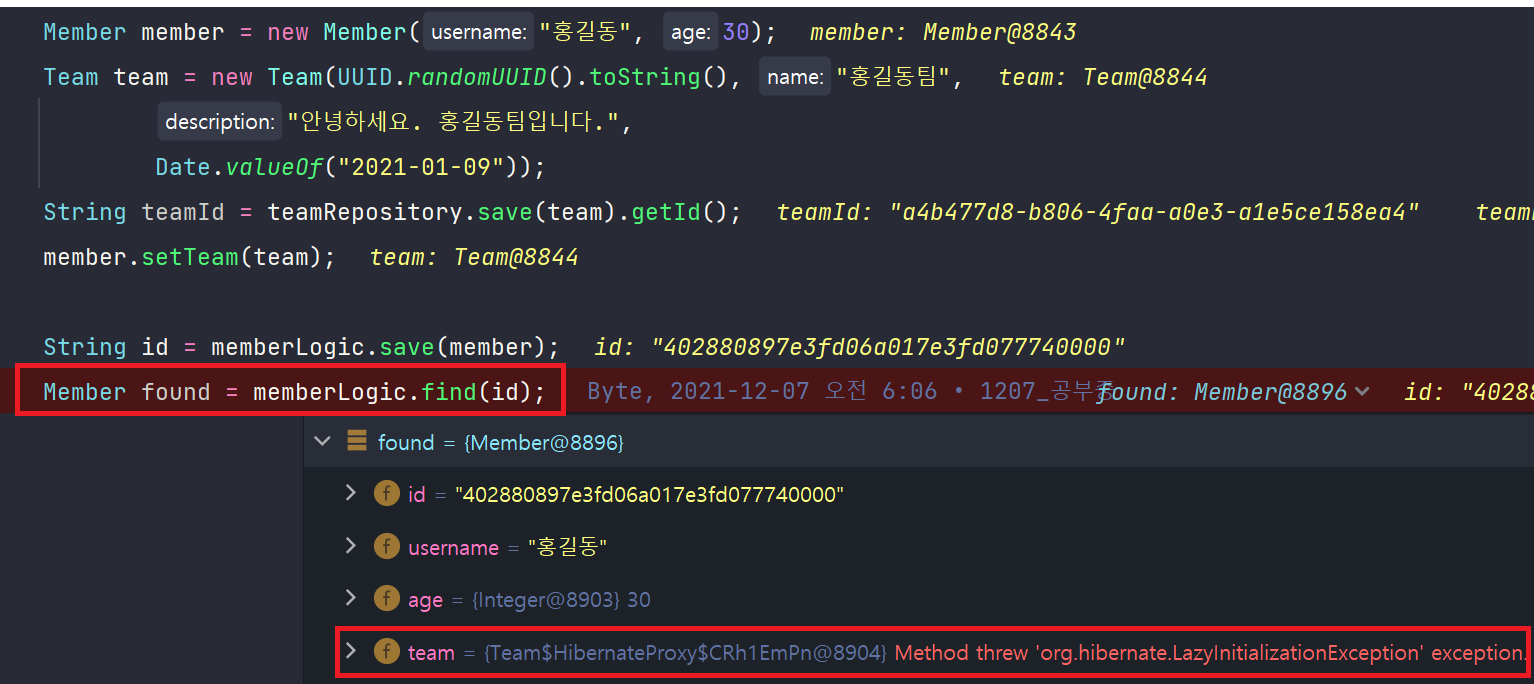 Member member = new Member( username: "홍길동", age: 30); member: Member@8843
Team team = new Team(UUID.randomUUID().toString(), name: "홍길동팀", team: Team@8844
description: "안녕하세요. 홍길동팀입니다.",
Date.valueOf("2021-01-09"));
String teamId = teamRepository.save(team).getId(); teamId: "a4b477d8-b806-4faa-a0e3-a1e5ce158ea4"
member.setTeam(team); team: Team@8844
String id = memberLogic.save(member); id: "402880897e3fd06a017e3fd077740000"
Member found = memberLogic.find(id); Byte, 2021-12-07 오전 6:06 • 1207_공부 found: Member@8896 id: "4028
found = {Member@8896}
f id = "402880897e3fd06a017e3fd077740000"
f username = "홍길동"
f age = {Integer@8903} 30
f team = {Team$HibernateProxy$CRh1EmPn@8904} Method threw 'org.hibernate.LazyInitializationException' exception.